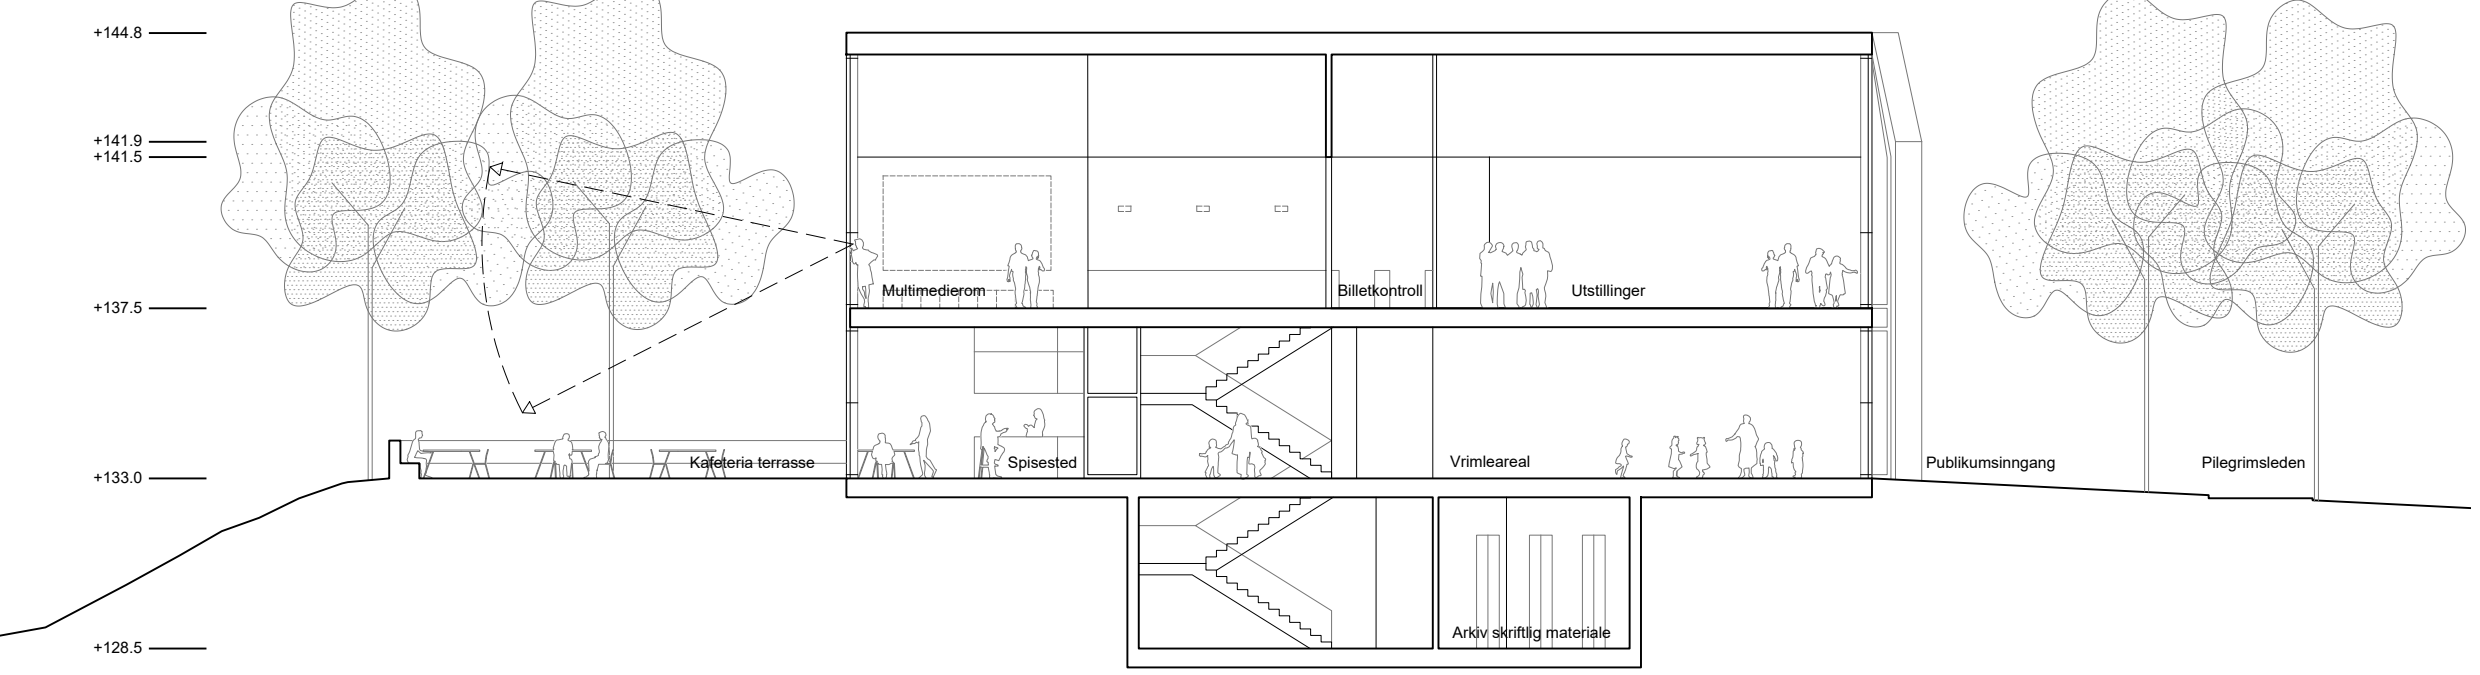 +144.8
+141.9
+141.5
+137.5
Multimedierom
Billetkontroll
Utstillinger
+133.0
Kafeteria terrasse
Spisested
Vrimleareal
Publikumsinngang
Pilegrimsleden
+128.5
Arkiv skriftlig materiale